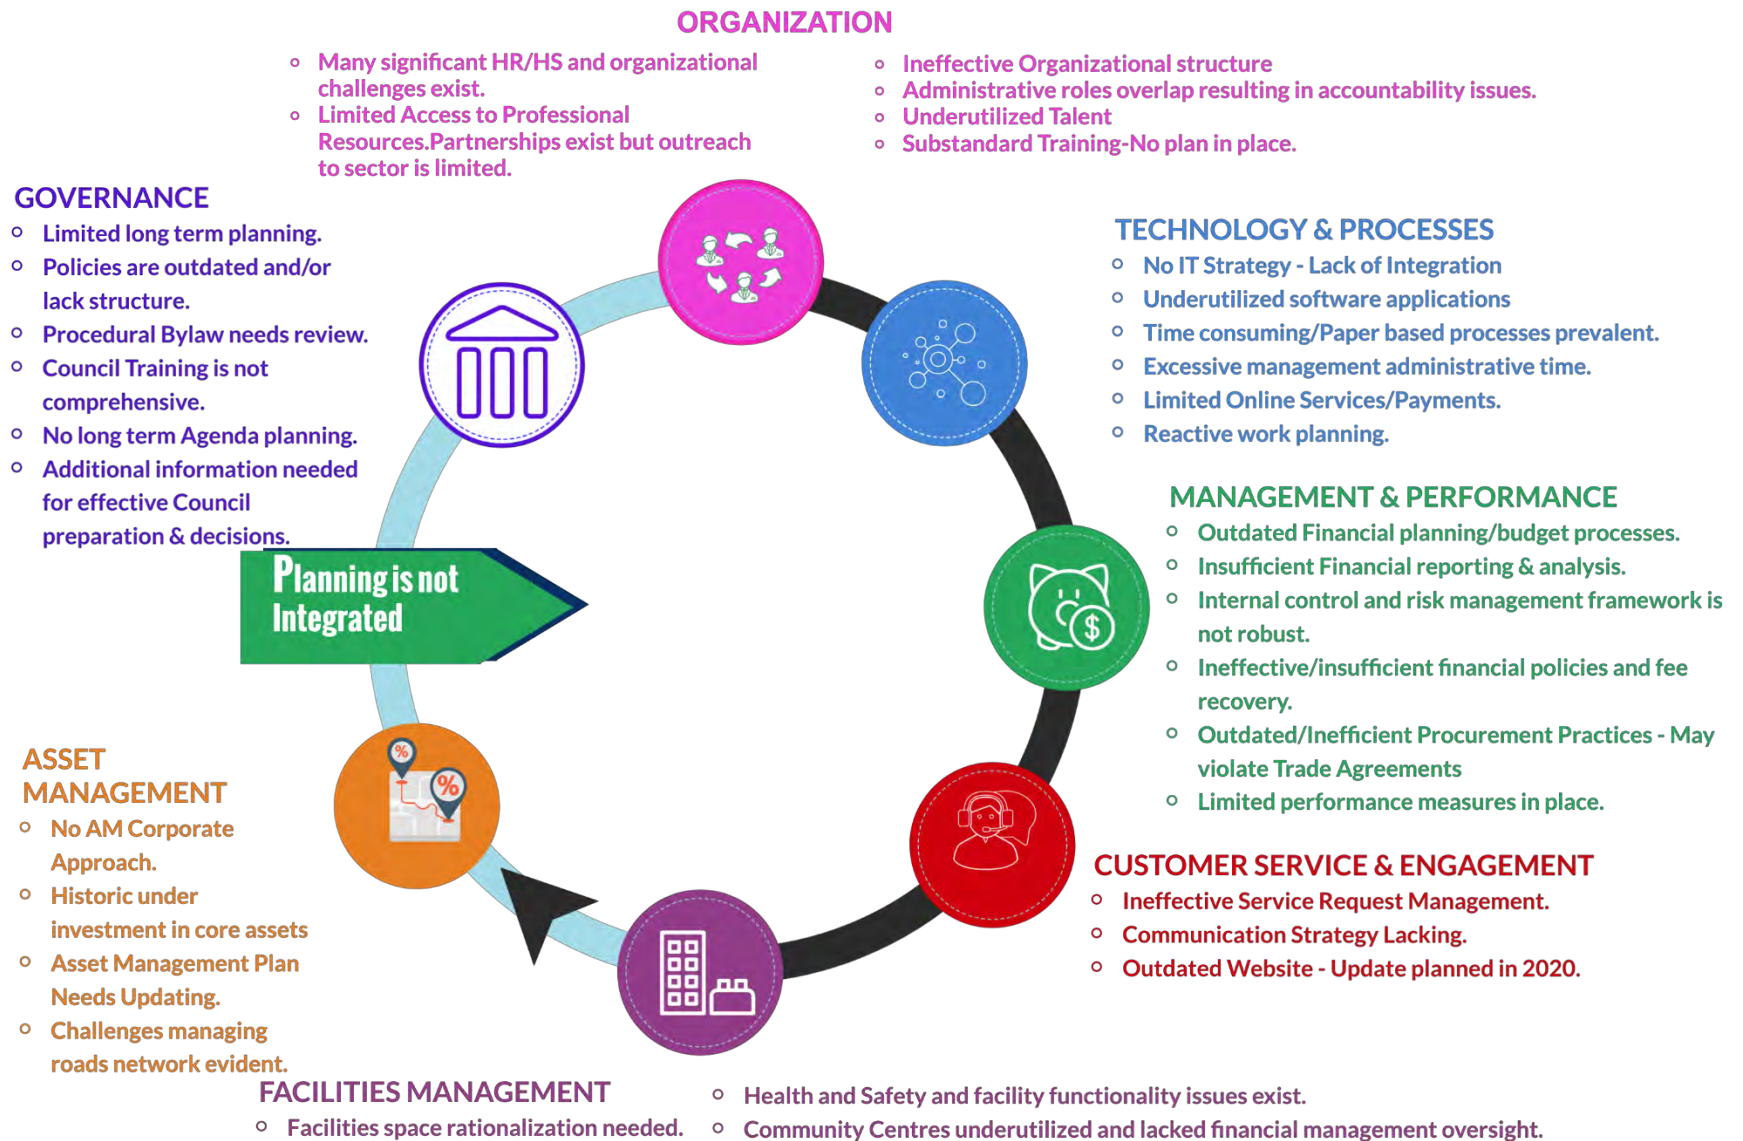 ORGANIZATION
Many significant HR/HS and organizational
challenges exist.
Limited Access to Professional
Resources.Partnerships exist but outreach
to sector is limited.
Ineffective Organizational structure
Administrative roles overlap resulting in accountability issues.
Underutilized Talent
Substandard Training-No plan in place.
GOVERNANCE
Limited long term planning.
Policies are outdated and/or
lack structure.
Procedural Bylaw needs review.
Council Training is not
comprehensive.
No long term Agenda planning.
Additional information needed
for effective Council
preparation & decisions.
TECHNOLOGY & PROCESSES
No IT Strategy - Lack of Integration
Underutilized software applications
Time consuming/Paper based processes prevalent.
Excessive management administrative time.
Limited Online Services/Payments.
Reactive work planning.
MANAGEMENT & PERFORMANCE
Outdated Financial planning/budget processes.
Insufficient Financial reporting & analysis.
Internal control and risk management framework is
not robust.
Ineffective/insufficient financial policies and fee
recovery.
Outdated/Inefficient Procurement Practices - May
violate Trade Agreements
Limited performance measures in place.
$
Planning is not
Integrated
ASSET
MANAGEMENT
No AM Corporate
Approach.
Historic under
investment in core assets
Asset Management Plan
Needs Updating.
Challenges managing
roads network evident.
%
%
CUSTOMER SERVICE & ENGAGEMENT
Ineffective Service Request Management.
Communication Strategy Lacking.
Outdated Website - Update planned in 2020.
FACILITIES MANAGEMENT
Facilities space rationalization needed.
Health and Safety and facility functionality issues exist.
Community Centres underutilized and lacked financial management oversight.